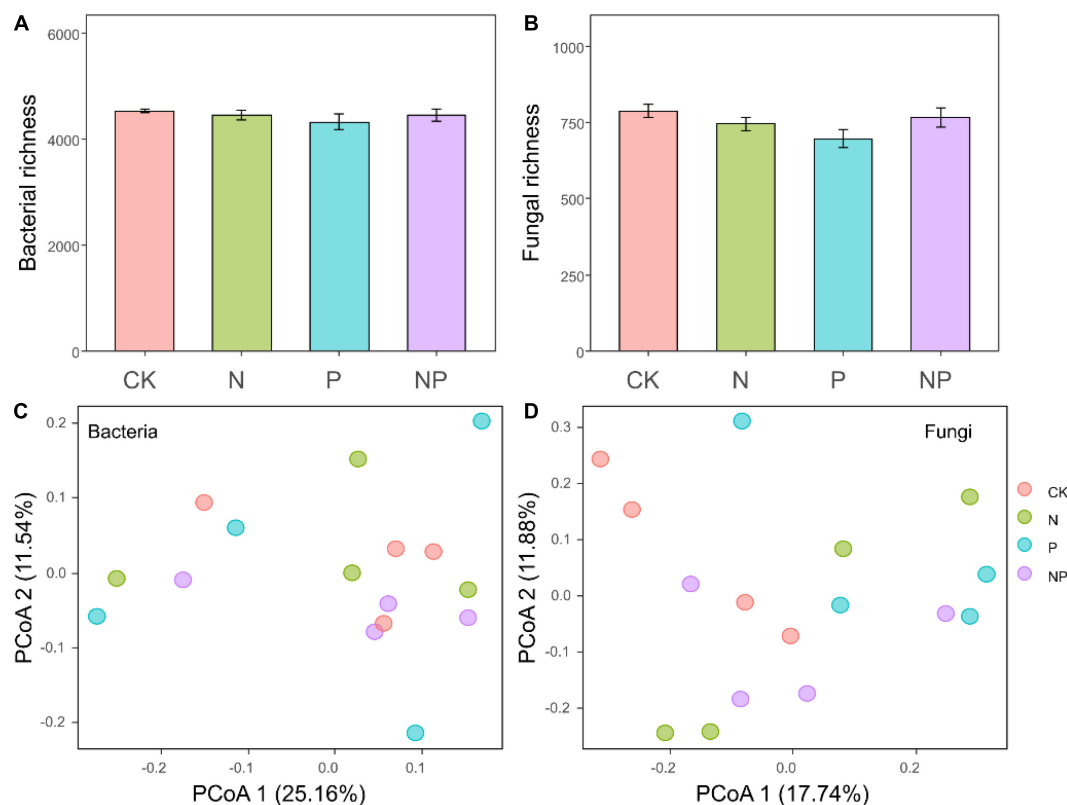 A
6000
4000
2000
0
Bacterial richness
CK N P NP
B
1000
750
500
250
0
Fungal richness
CK N P NP
C
Bacteria
0.2
0.1
0.0
-0.1
-0.2
PCoA 2 (11.54%)
-0.2 -0.1 0.0 0.1
PCoA 1 (25.16%)
D
Fungi
0.3
0.2
0.1
0.0
-0.1
-0.2
PCoA 2 (11.88%)
-0.2 0.0 0.2
PCoA 1 (17.74%)
CK
N
P
NP